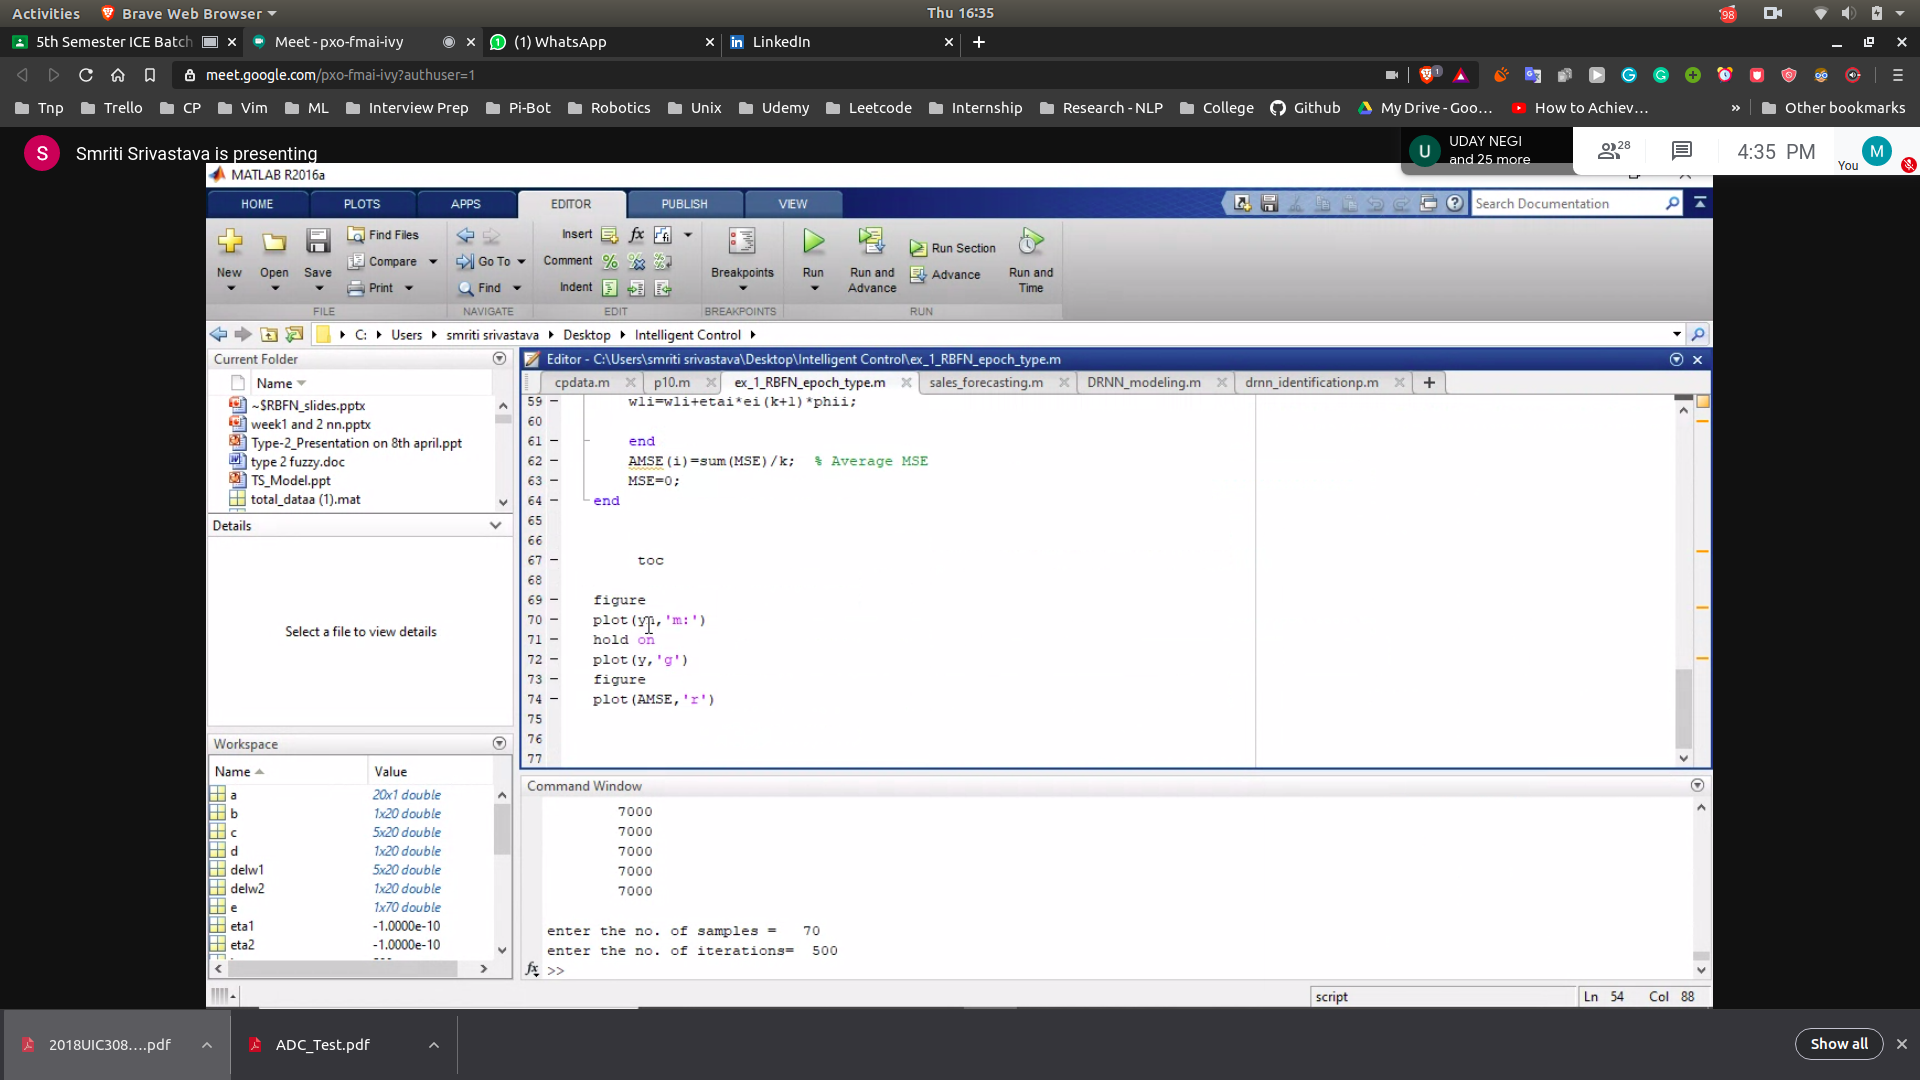 Activities
Brave Web Browser
Thu 16:35
98
5th Semester ICE Batch
Meet - pxo-fmai-ivy
(1) WhatsApp
LinkedIn
meet.google.com/pxo-fmai-ivy?authuser=1
1
Tnp
Trello
CP
Vim
ML
Interview Prep
Pi-Bot
Robotics
Unix
Udemy
Leetcode
Internship
Research - NLP
College
Github
My Drive - Goo…
How to Achiev…
»
Other bookmarks
S
Smriti Srivastava is presenting
U
UDAY NEGI
and 25 more
28
4:35 PM
You
M
MATLAB R2016a
HOME
PLOTS
APPS
EDITOR
PUBLISH
VIEW
Search Documentation
New
Open
Save
Find Files
Compare
Print
FILE
Go To
Find
NAVIGATE
Insert
fx
Comment
Indent
EDIT
Breakpoints
BREAKPOINTS
Run
Run and
Advance
Run Section
Advance
Run and
Time
RUN
C:
Users
smriti srivastava
Desktop
Intelligent Control
Current Folder
Name
~$RBFN_slides.pptx
week1 and 2 nn.pptx
Type-2_Presentation on 8th april.ppt
type 2 fuzzy.doc
TS_Model.ppt
total_dataa (1).mat
Details
Select a file to view details
Workspace
Name Value
a 20x1 double
b 1x20 double
c 5x20 double
d 1x20 double
delw1 5x20 double
delw2 1x20 double
e 1x70 double
eta1 -1.0000e-10
eta2 -1.0000e-10
Editor - C:\Users\smriti srivastava\Desktop\Intelligent Control\ex_1_RBFN_epoch_type.m
cpdata.m
p10.m
ex_1_RBFN_epoch_type.m
sales_forecasting.m
DRNN_modeling.m
drnn_identificationp.m
59 – wli=wli+etai*ei(k+1)*phii;
60
61 – end
62 – AMSE(i)=sum(MSE)/k; % Average MSE
63 – MSE=0;
64 – end
65
66
67 – toc
68
69 – figure
70 – plot(y ,'m:')
71 – hold on
72 – plot(y,'g')
73 – figure
74 – plot(AMSE,'r')
75
76
77
Command Window
7000
7000
7000
7000
7000
enter the no. of samples = 70
enter the no. of iterations= 500
fx >>
script
Ln 54 Col 88
2018UIC308....pdf
ADC_Test.pdf
Show all